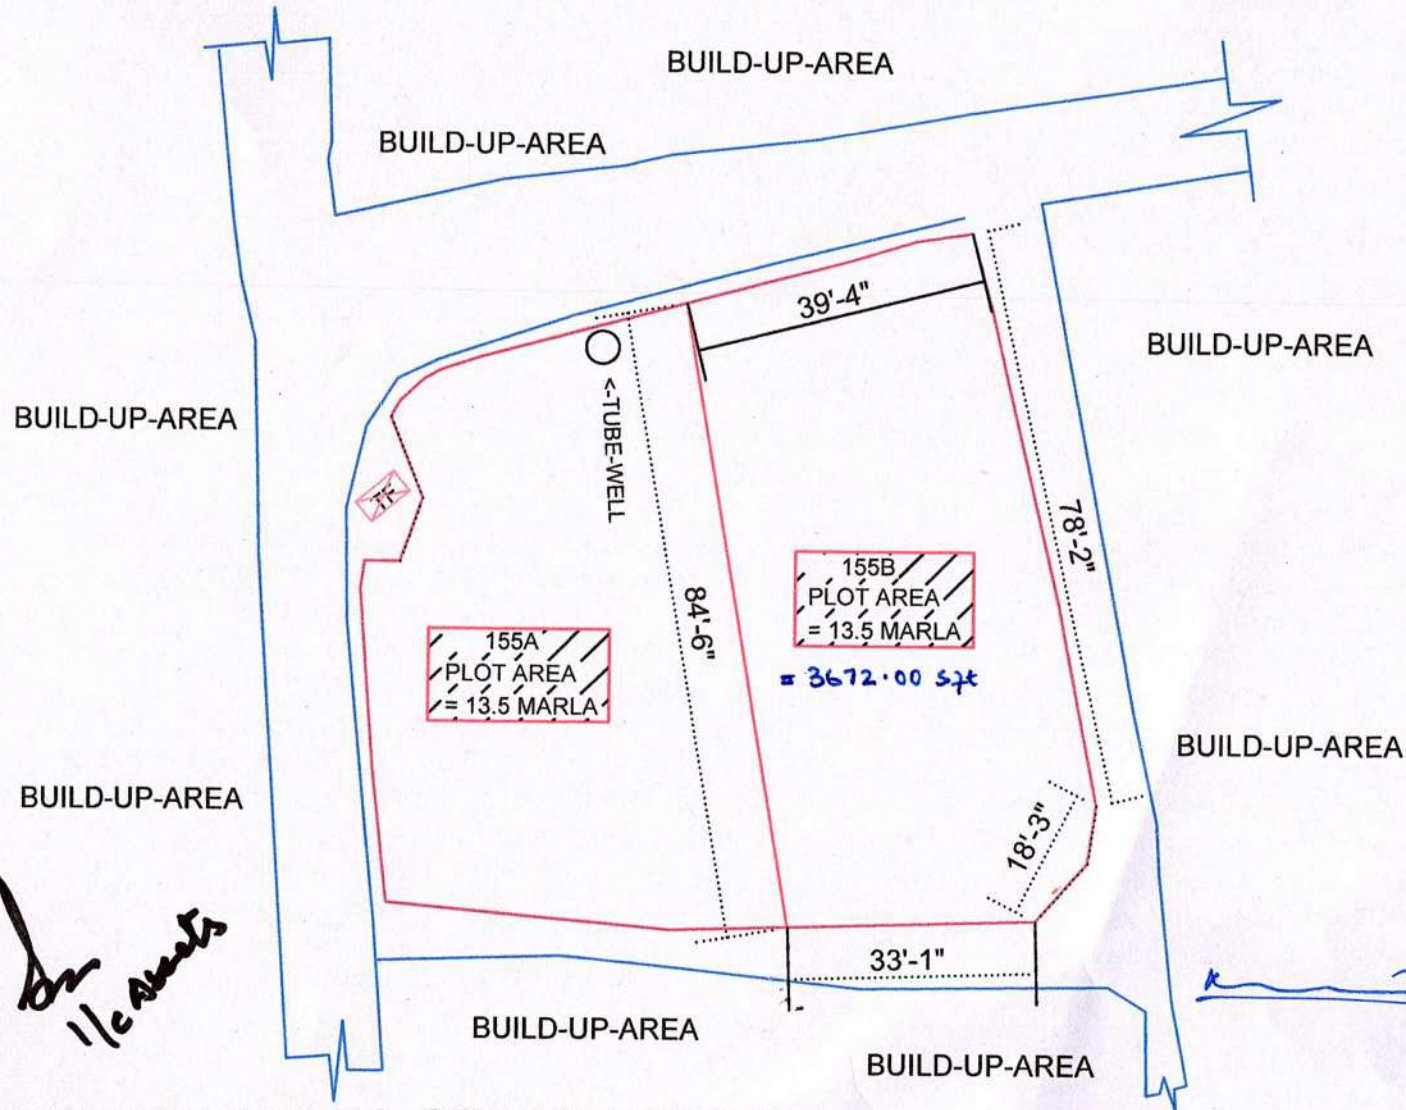 BUILD-UP-AREA
BUILD-UP-AREA
39'-4"
BUILD-UP-AREA
BUILD-UP-AREA
<-TUBE-WELL
TF
78'-2"
84'-6"
155B
PLOT AREA
= 13.5 MARLA
= 3672.00 sft
155A
PLOT AREA
= 13.5 MARLA
BUILD-UP-AREA
BUILD-UP-AREA
18'-3"
33'-1"
I/c Assets
BUILD-UP-AREA
BUILD-UP-AREA